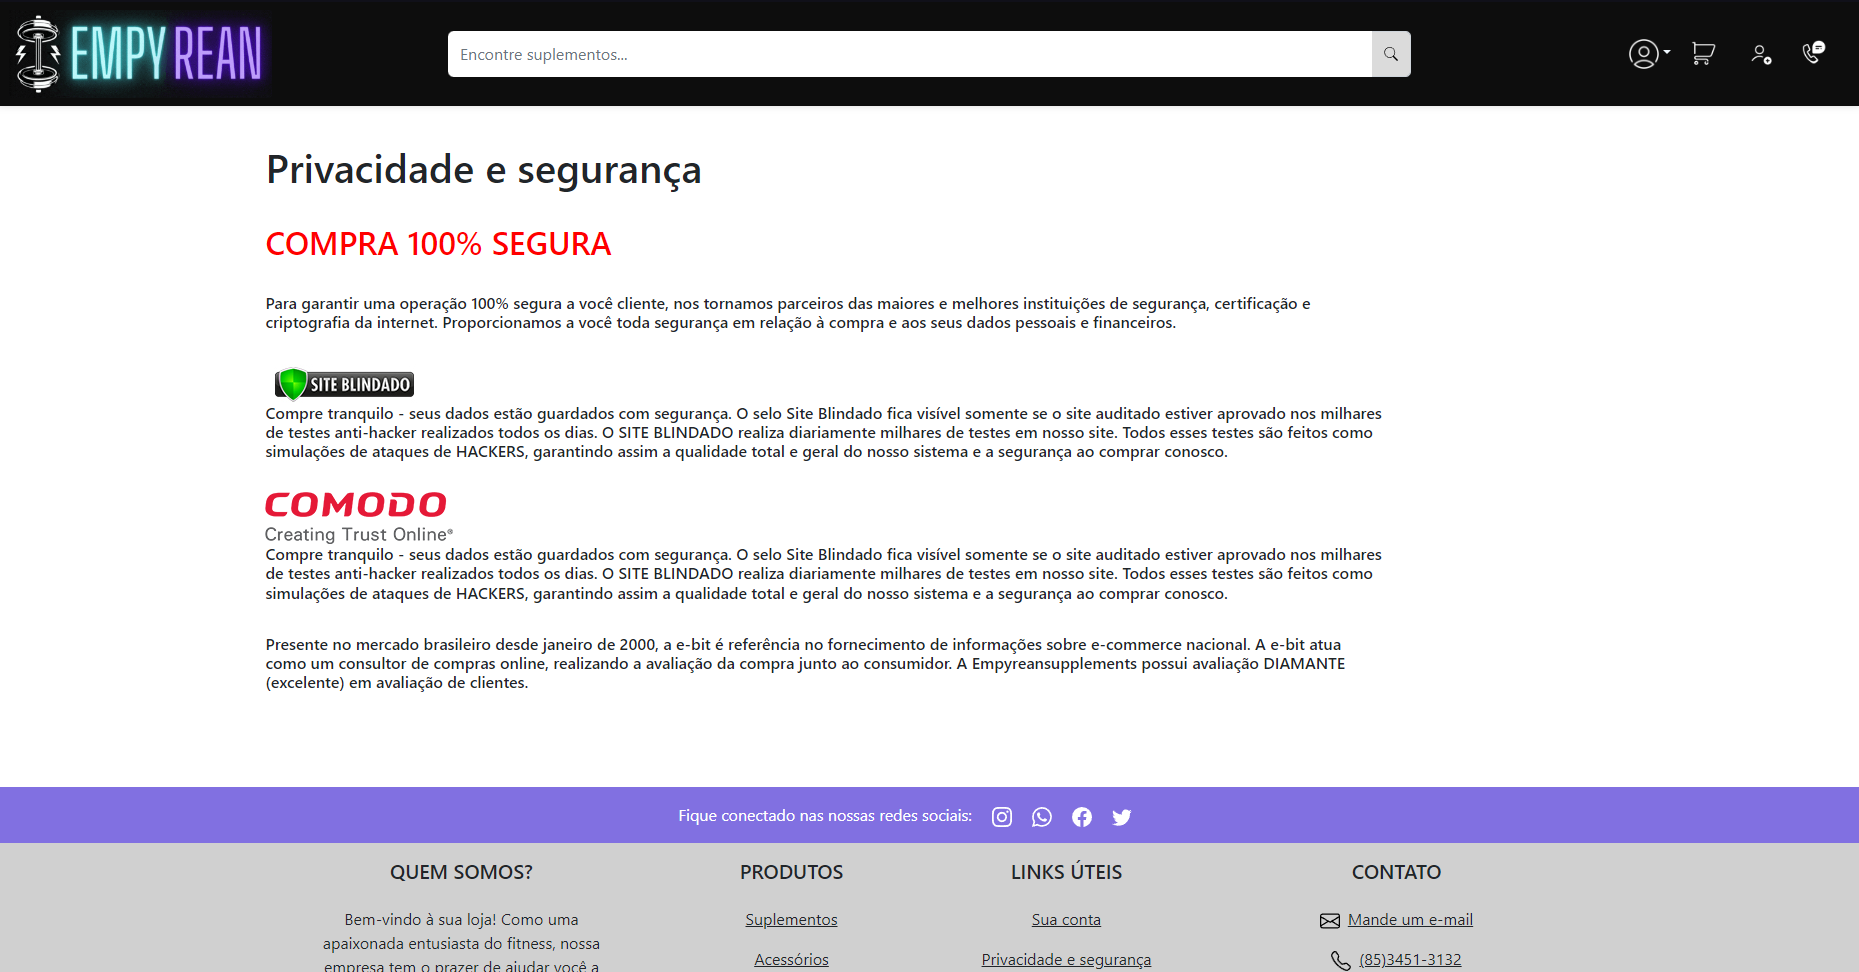 EMPYREAN
Encontre suplementos...
Privacidade e segurança
COMPRA 100% SEGURA
Para garantir uma operação 100% segura a você cliente, nos tornamos parceiros das maiores e melhores instituições de segurança, certificação e
criptografia da internet. Proporcionamos a você toda segurança em relação à compra e aos seus dados pessoais e financeiros.
SITE BLINDADO
Compre tranquilo - seus dados estão guardados com segurança. O selo Site Blindado fica visível somente se o site auditado estiver aprovado nos milhares
de testes anti-hacker realizados todos os dias. O SITE BLINDADO realiza diariamente milhares de testes em nosso site. Todos esses testes são feitos como
simulações de ataques de HACKERS, garantindo assim a qualidade total e geral do nosso sistema e a segurança ao comprar conosco.
COMODO
Creating Trust Online®
Compre tranquilo - seus dados estão guardados com segurança. O selo Site Blindado fica visível somente se o site auditado estiver aprovado nos milhares
de testes anti-hacker realizados todos os dias. O SITE BLINDADO realiza diariamente milhares de testes em nosso site. Todos esses testes são feitos como
simulações de ataques de HACKERS, garantindo assim a qualidade total e geral do nosso sistema e a segurança ao comprar conosco.
Presente no mercado brasileiro desde janeiro de 2000, a e-bit é referência no fornecimento de informações sobre e-commerce nacional. A e-bit atua
como um consultor de compras online, realizando a avaliação da compra junto ao consumidor. A Empyreansupplements possui avaliação DIAMANTE
(excelente) em avaliação de clientes.
Fique conectado nas nossas redes sociais:
QUEM SOMOS?
Bem-vindo à sua loja! Como uma
apaixonada entusiasta do fitness, nossa
empresa tem o prazer de ajudar você a
PRODUTOS
Suplementos
Acessórios
LINKS ÚTEIS
Sua conta
Privacidade e segurança
CONTATO
Mande um e-mail
(85)3451-3132